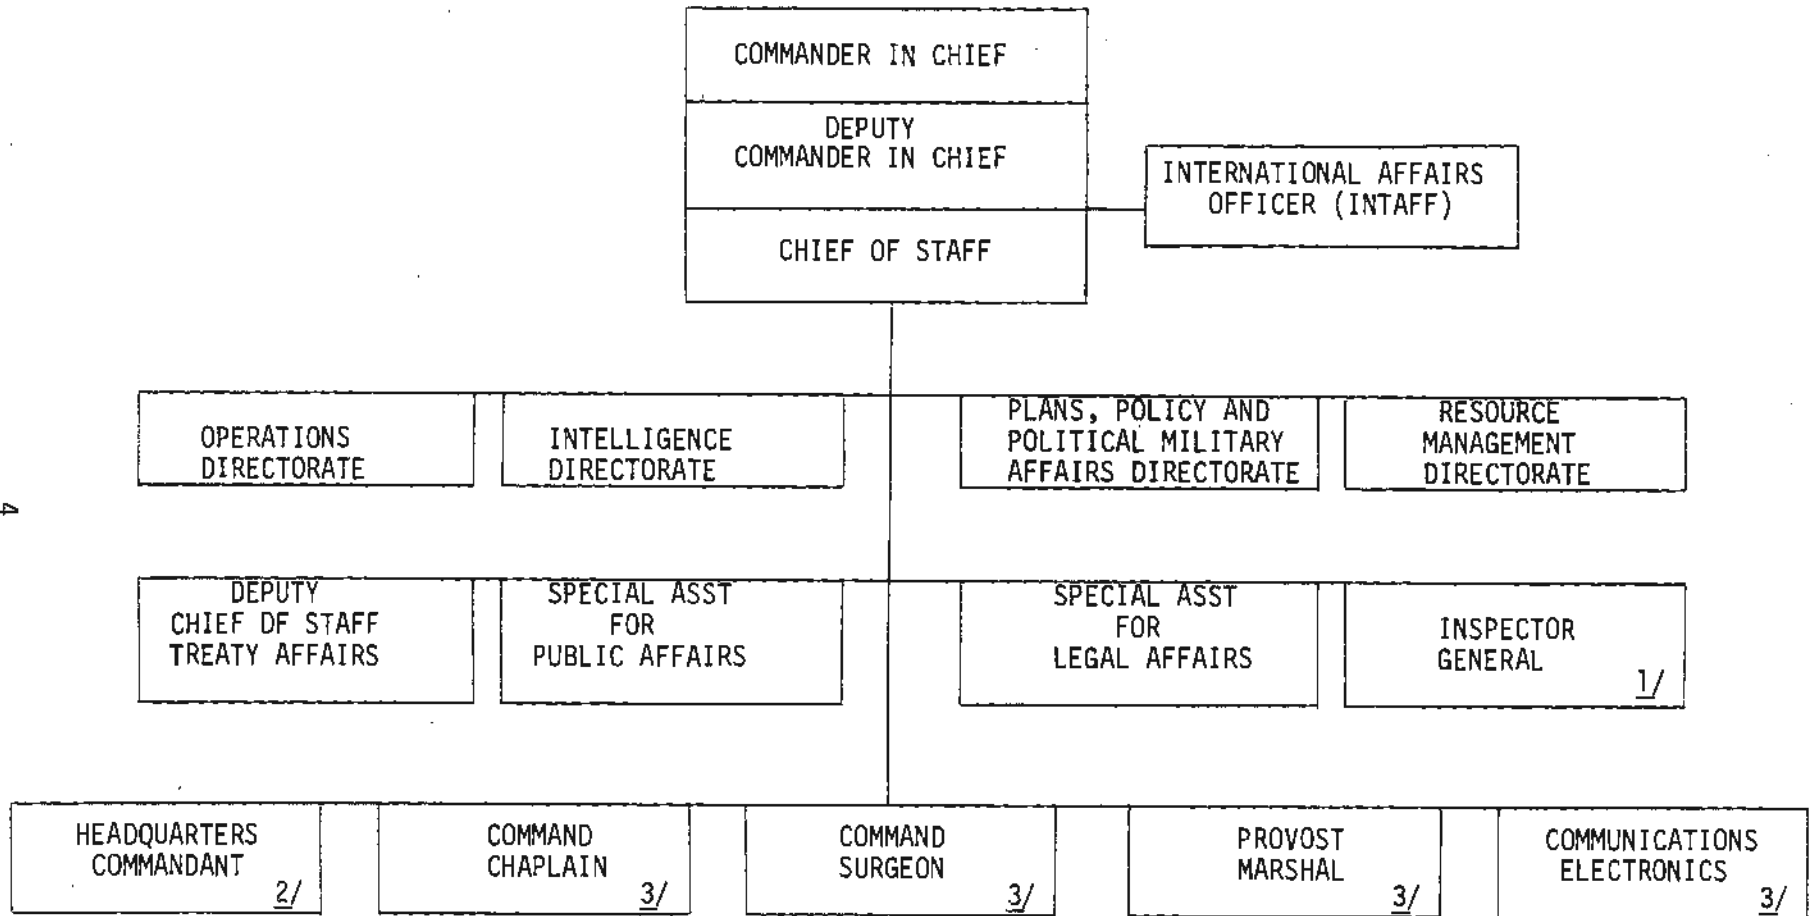 COMMANDER IN CHIEF
DEPUTY
COMMANDER IN CHIEF
INTERNATIONAL AFFAIRS
OFFICER (INTAFF)
CHIEF OF STAFF
OPERATIONS
DIRECTORATE
INTELLIGENCE
DIRECTORATE
PLANS, POLICY AND
POLITICAL MILITARY
AFFAIRS DIRECTORATE
RESOURCE
MANAGEMENT
DIRECTORATE
4
DEPUTY
CHIEF DF STAFF
TREATY AFFAIRS
SPECIAL ASST
FOR
PUBLIC AFFAIRS
SPECIAL ASST
FOR
LEGAL AFFAIRS
INSPECTOR
GENERAL
1/
HEADQUARTERS
COMMANDANT
2/
COMMAND
CHAPLAIN
3/
COMMAND
SURGEON
3/
PROVOST
MARSHAL
3/
COMMUNICATIONS
ELECTRONICS
3/